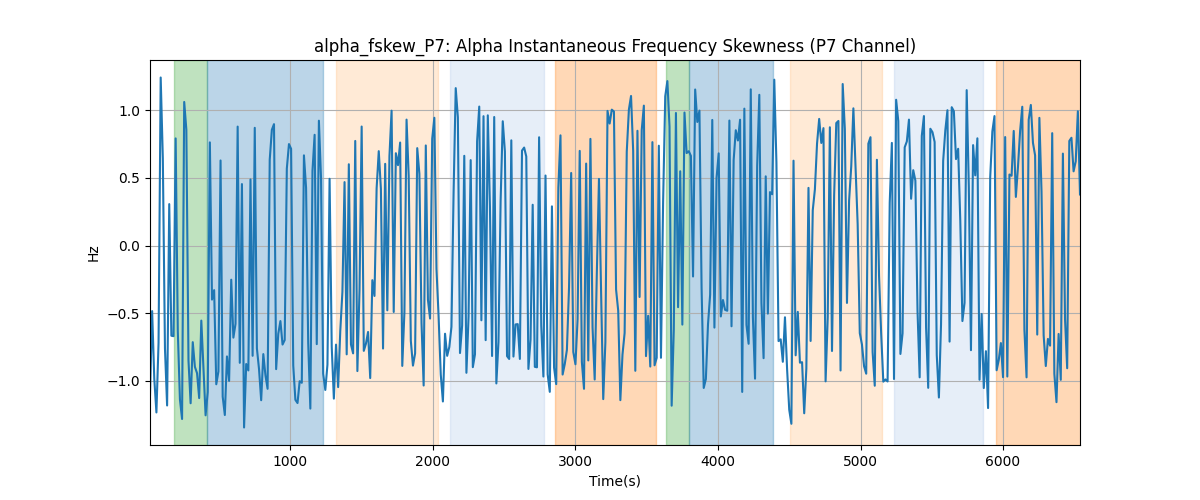 alpha_fskew_P7: Alpha Instantaneous Frequency Skewness (P7 Channel)
1.0
0.5
0.0
−0.5
−1.0
Hz
1000 2000 3000 4000 5000 6000
Time(s)